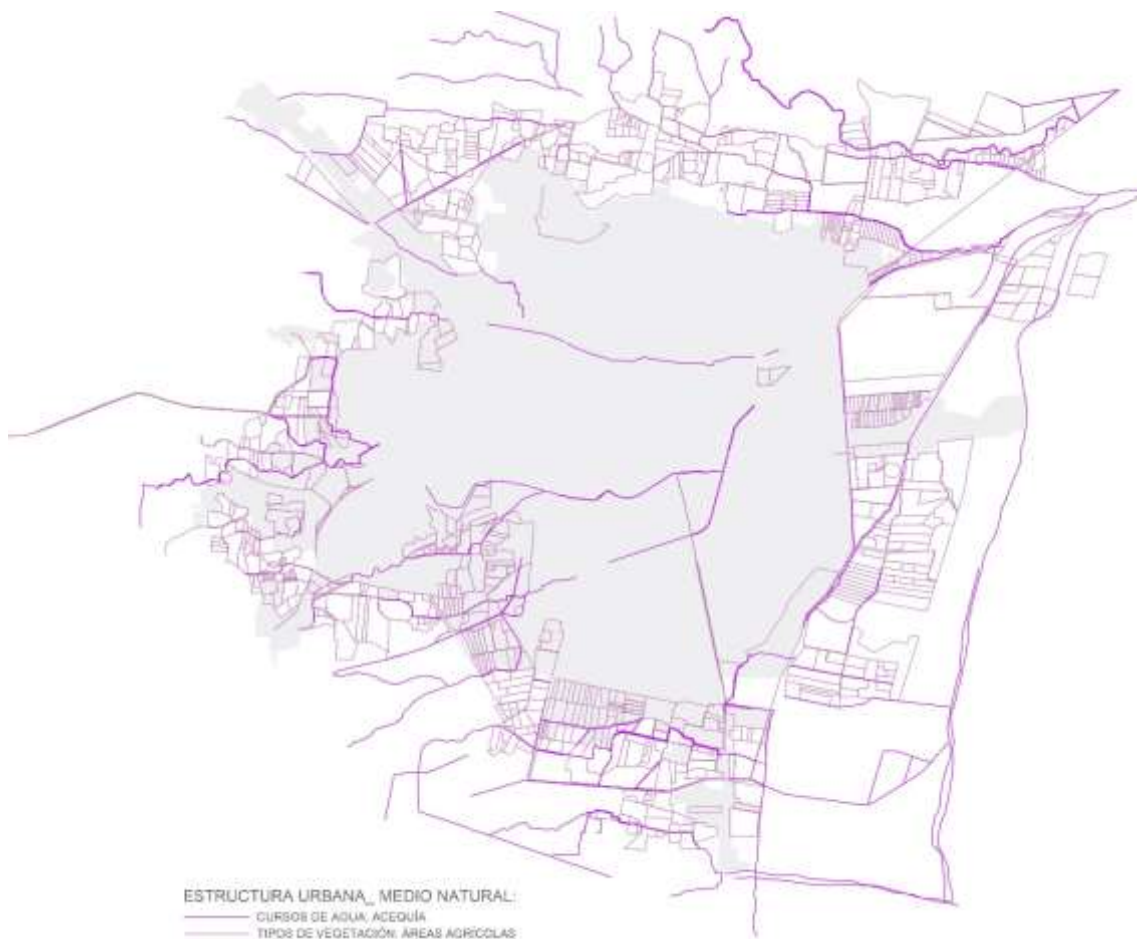 ESTRUCTURA URBANA_ MEDIO NATURAL:
CURSOS DE AGUA, ACEQUÍA
TIPOS DE VEGETACIÓN: ÁREAS AGRÍCOLAS